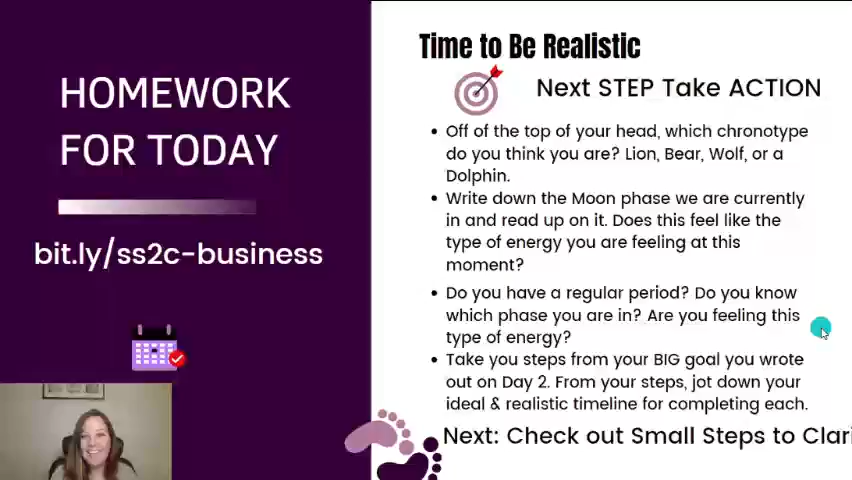 HOMEWORK
FOR TODAY
bit.ly/ss2c-business
Time to Be Realistic
Next STEP Take ACTION
• Off of the top of your head, which chronotype
do you think you are? Lion, Bear, Wolf, or a
Dolphin.
• Write down the Moon phase we are currently
in and read up on it. Does this feel like the
type of energy you are feeling at this
moment?
• Do you have a regular period? Do you know
which phase you are in? Are you feeling this
type of energy?
• Take you steps from your BIG goal you wrote
out on Day 2. From your steps, jot down your
ideal & realistic timeline for completing each.
Next: Check out Small Steps to Clari